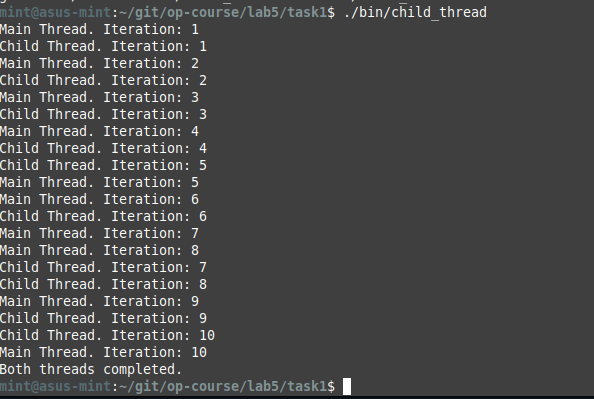 mint@asus-mint:~/git/op-course/lab5/task1$ ./bin/child_thread
Main Thread. Iteration: 1
Child Thread. Iteration: 1
Main Thread. Iteration: 2
Child Thread. Iteration: 2
Main Thread. Iteration: 3
Child Thread. Iteration: 3
Main Thread. Iteration: 4
Child Thread. Iteration: 4
Child Thread. Iteration: 5
Main Thread. Iteration: 5
Main Thread. Iteration: 6
Child Thread. Iteration: 6
Main Thread. Iteration: 7
Main Thread. Iteration: 8
Child Thread. Iteration: 7
Child Thread. Iteration: 8
Main Thread. Iteration: 9
Child Thread. Iteration: 9
Child Thread. Iteration: 10
Main Thread. Iteration: 10
Both threads completed.
mint@asus-mint:~/git/op-course/lab5/task1$